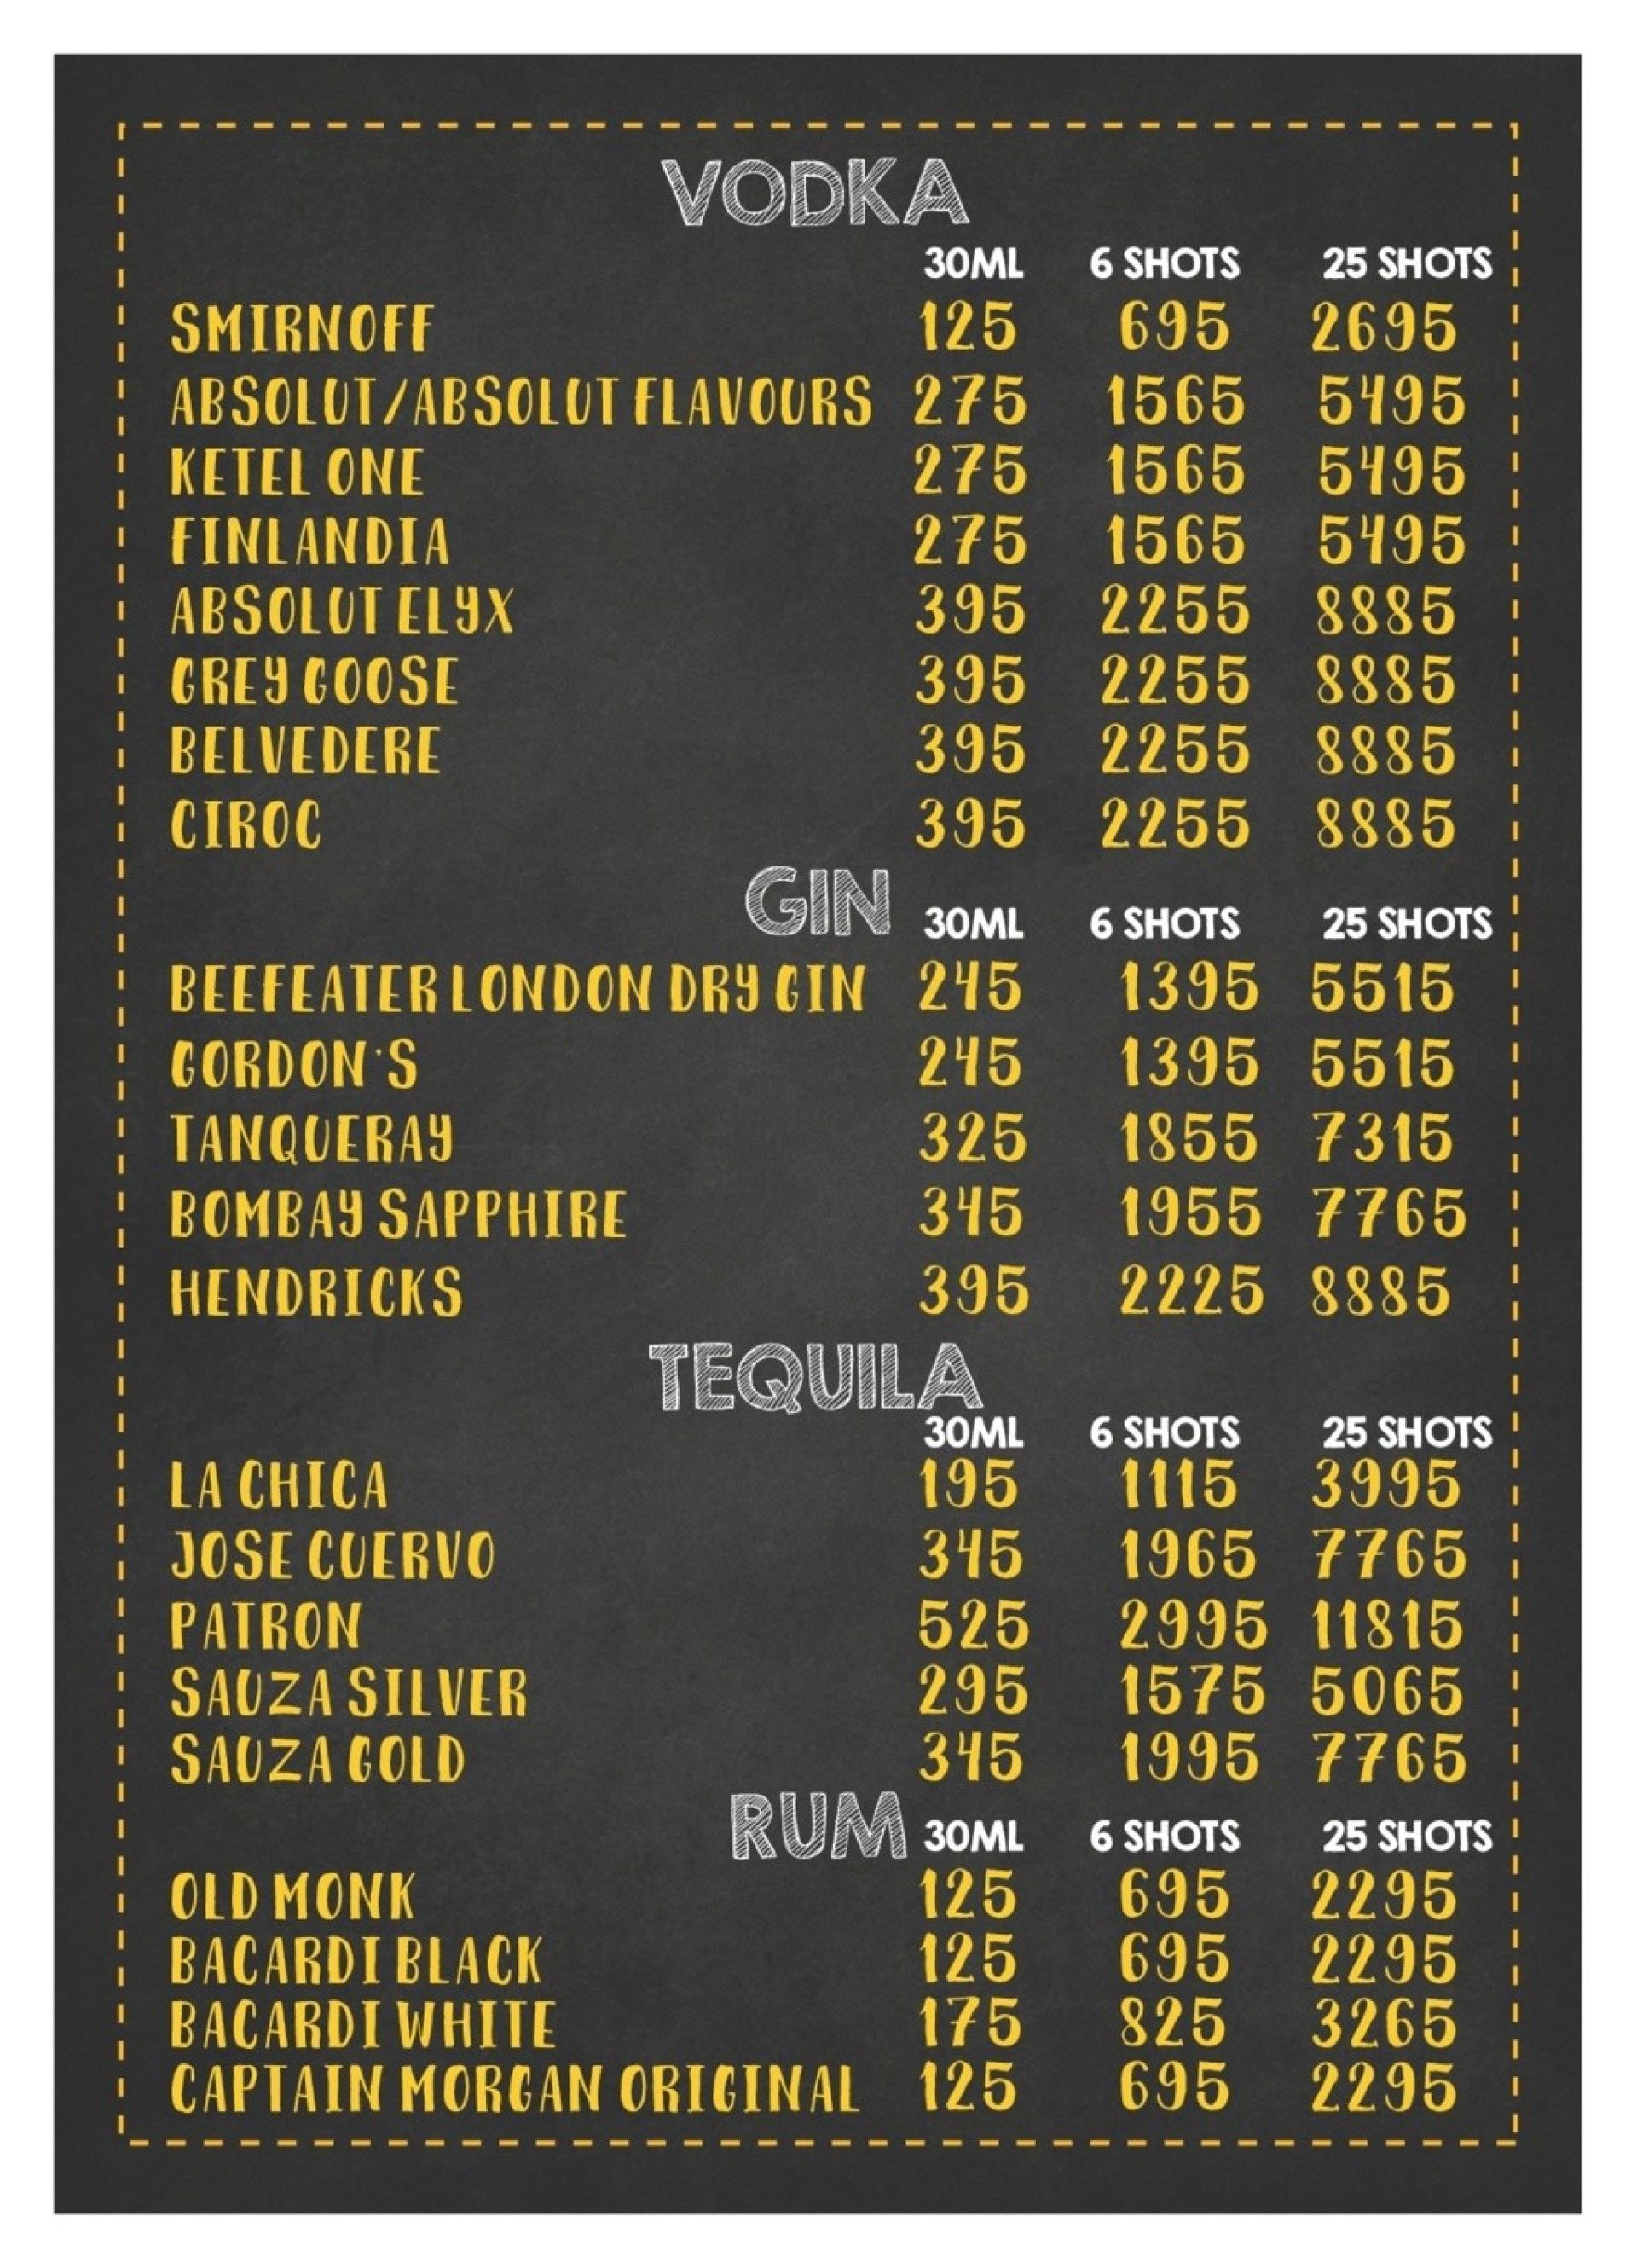 VODKA
30ML 6 SHOTS 25 SHOTS
SMIRNOFF 125 695 2695
ABSOLUT/ABSOLUT FLAVOURS 275 1565 5495
KETEL ONE 275 1565 5495
FINLANDIA 275 1565 5495
ABSOLUT ELYX 395 2255 8885
GREY GOOSE 395 2255 8885
BELVEDERE 395 2255 8885
CIROC 395 2255 8885
GIN 30ML 6 SHOTS 25 SHOTS
BEEFEATER LONDON DRY GIN 245 1395 5515
GORDON'S 245 1395 5515
TANQUERAY 325 1855 7315
BOMBAY SAPPHIRE 345 1955 7765
HENDRICKS 395 2225 8885
TEQUILA
30ML 6 SHOTS 25 SHOTS
LA CHICA 195 1115 3995
JOSE CUERVO 345 1965 7765
PATRON 525 2995 11815
SAUZA SILVER 295 1575 5065
SAUZA GOLD 345 1995 7765
RUM 30ML 6 SHOTS 25 SHOTS
OLD MONK 125 695 2295
BACARDI BLACK 125 695 2295
BACARDI WHITE 175 825 3265
CAPTAIN MORGAN ORIGINAL 125 695 2295